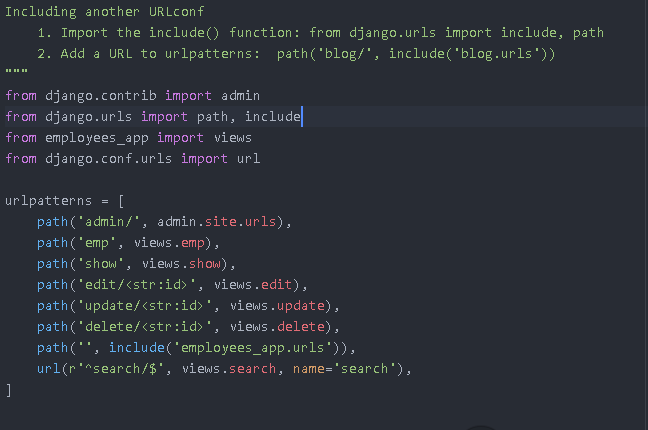 Including another URLconf
    1. Import the include() function: from django.urls import include, path
    2. Add a URL to urlpatterns:  path('blog/', include('blog.urls'))
"""
from django.contrib import admin
from django.urls import path, include
from employees_app import views
from django.conf.urls import url

urlpatterns = [
    path('admin/', admin.site.urls),
    path('emp', views.emp),
    path('show', views.show),
    path('edit/<str:id>', views.edit),
    path('update/<str:id>', views.update),
    path('delete/<str:id>', views.delete),
    path('', include('employees_app.urls')),
    url(r'^search/$', views.search, name='search'),
]